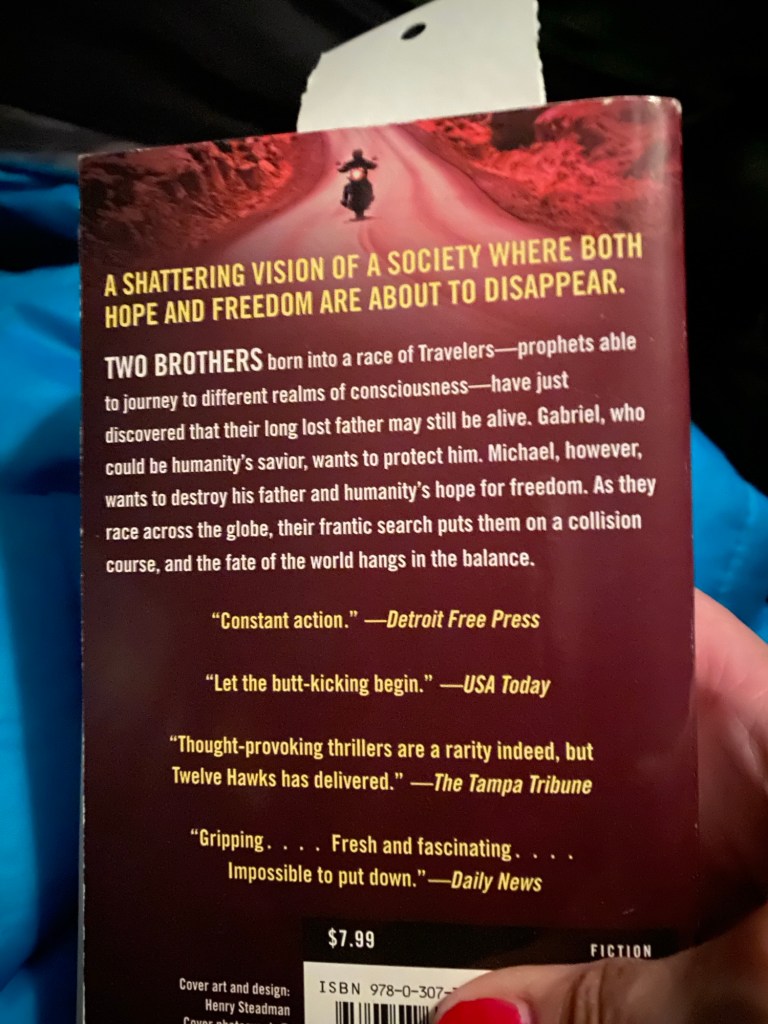 A SHATTERING VISION OF A SOCIETY WHERE BOTH
HOPE AND FREEDOM ARE ABOUT TO DISAPPEAR.
TWO BROTHERS born into a race of Travelers—prophets able
to journey to different realms of consciousness—have just
discovered that their long lost father may still be alive. Gabriel, who
could be humanity's savior, wants to protect him. Michael, however,
wants to destroy his father and humanity's hope for freedom. As they
race across the globe, their frantic search puts them on a collision
course, and the fate of the world hangs in the balance.
“Constant action.” —Detroit Free Press
“Let the butt-kicking begin.” —USA Today
“Thought-provoking thrillers are a rarity indeed, but
Twelve Hawks has delivered.” —The Tampa Tribune
“Gripping. . . . Fresh and fascinating. . . .
Impossible to put down.”—Daily News
$7.99
FICTION
ISBN 978-0-307-
Cover art and design:
Henry Steadman
Cover